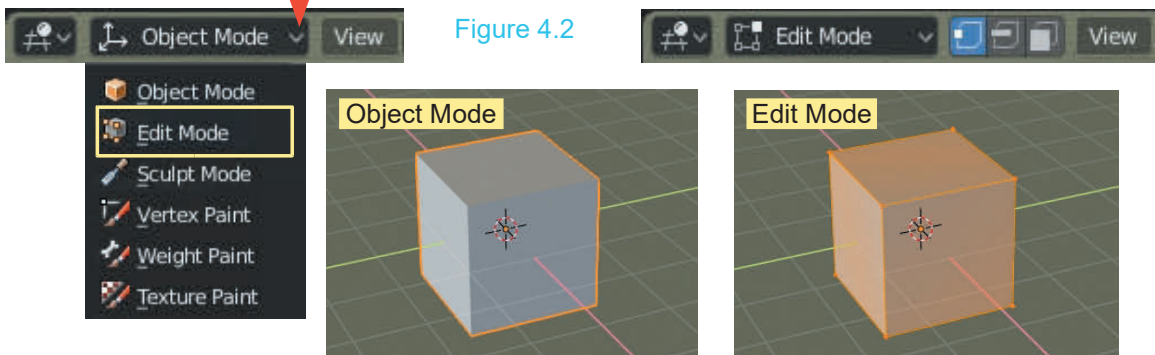 Object Mode View
Figure 4.2
Edit Mode View
Object Mode
Edit Mode
Sculpt Mode
Vertex Paint
Weight Paint
Texture Paint
Object Mode
Edit Mode